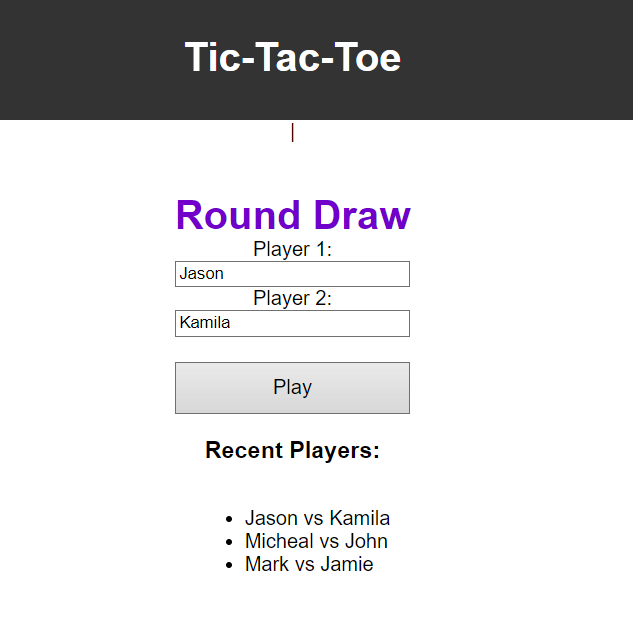 Tic-Tac-Toe
|
Round Draw
Player 1:
Jason
Player 2:
Kamila
Play
Recent Players:
• Jason vs Kamila
• Micheal vs John
• Mark vs Jamie